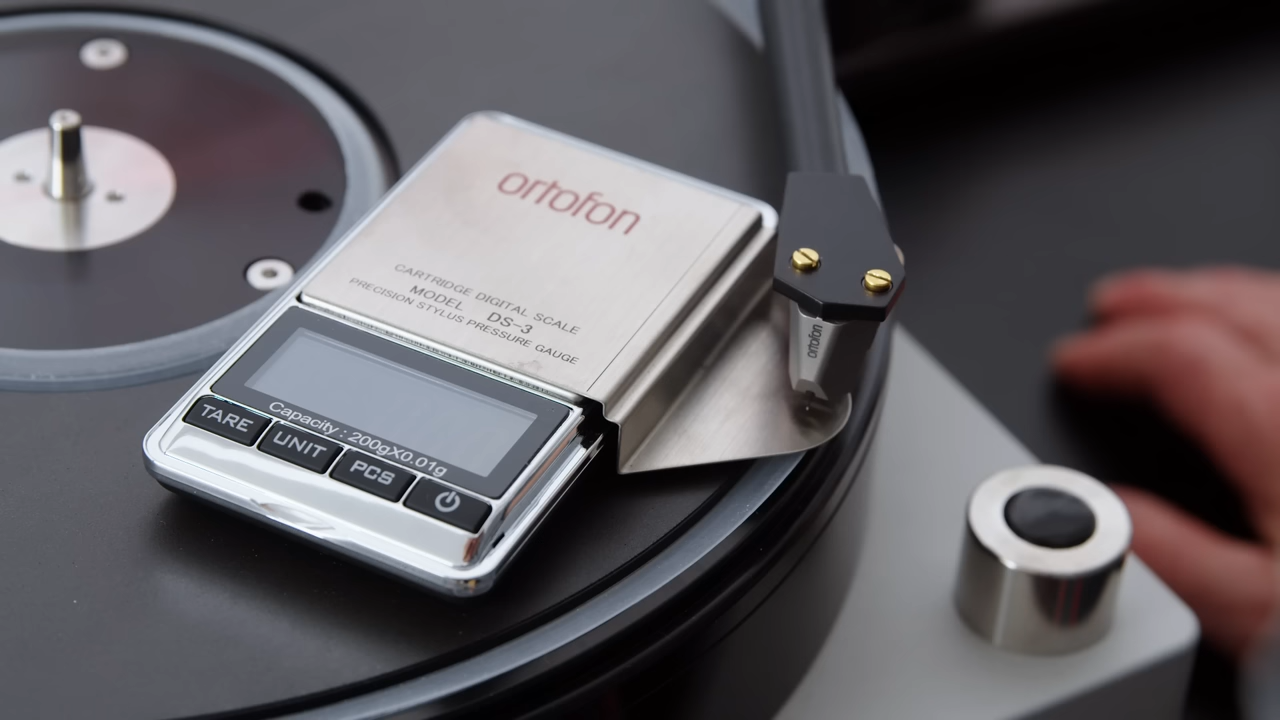 ortofon
CARTRIDGE DIGITAL SCALE
MODEL DS-3
PRECISION STYLUS PRESSURE GAUGE
Capacity : 200gX0.01g
TARE
UNIT
PCS
ortofon